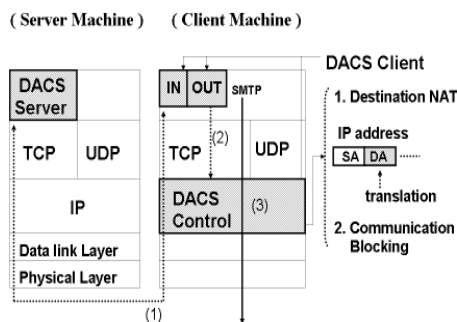 ( Server Machine )
( Client Machine )
DACS
Server
TCP
UDP
IP
Data link Layer
Physical Layer
(1)
IN
OUT
SMTP
(2)
TCP
UDP
DACS
Control
(3)
DACS Client
1. Destination NAT
IP address
SA
DA
translation
2. Communication
Blocking